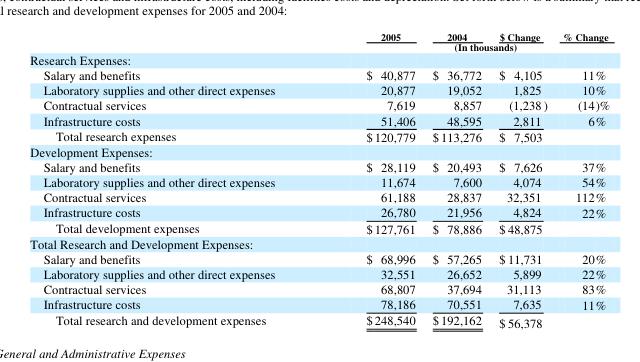 l research and development expenses for 2005 and 2004:
2005 2004 $ Change % Change
(In thousands)
Research Expenses:
Salary and benefits $ 40,877 $ 36,772 $ 4,105 11%
Laboratory supplies and other direct expenses 20,877 19,052 1,825 10%
Contractual services 7,619 8,857 (1,238) (14)%
Infrastructure costs 51,406 48,595 2,811 6%
Total research expenses $120,779 $113,276 $ 7,503
Development Expenses:
Salary and benefits $ 28,119 $ 20,493 $ 7,626 37%
Laboratory supplies and other direct expenses 11,674 7,600 4,074 54%
Contractual services 61,188 28,837 32,351 112%
Infrastructure costs 26,780 21,956 4,824 22%
Total development expenses $127,761 $ 78,886 $48,875
Total Research and Development Expenses:
Salary and benefits $ 68,996 $ 57,265 $11,731 20%
Laboratory supplies and other direct expenses 32,551 26,652 5,899 22%
Contractual services 68,807 37,694 31,113 83%
Infrastructure costs 78,186 70,551 7,635 11%
Total research and development expenses $248,540 $192,162 $56,378
General and Administrative Expenses